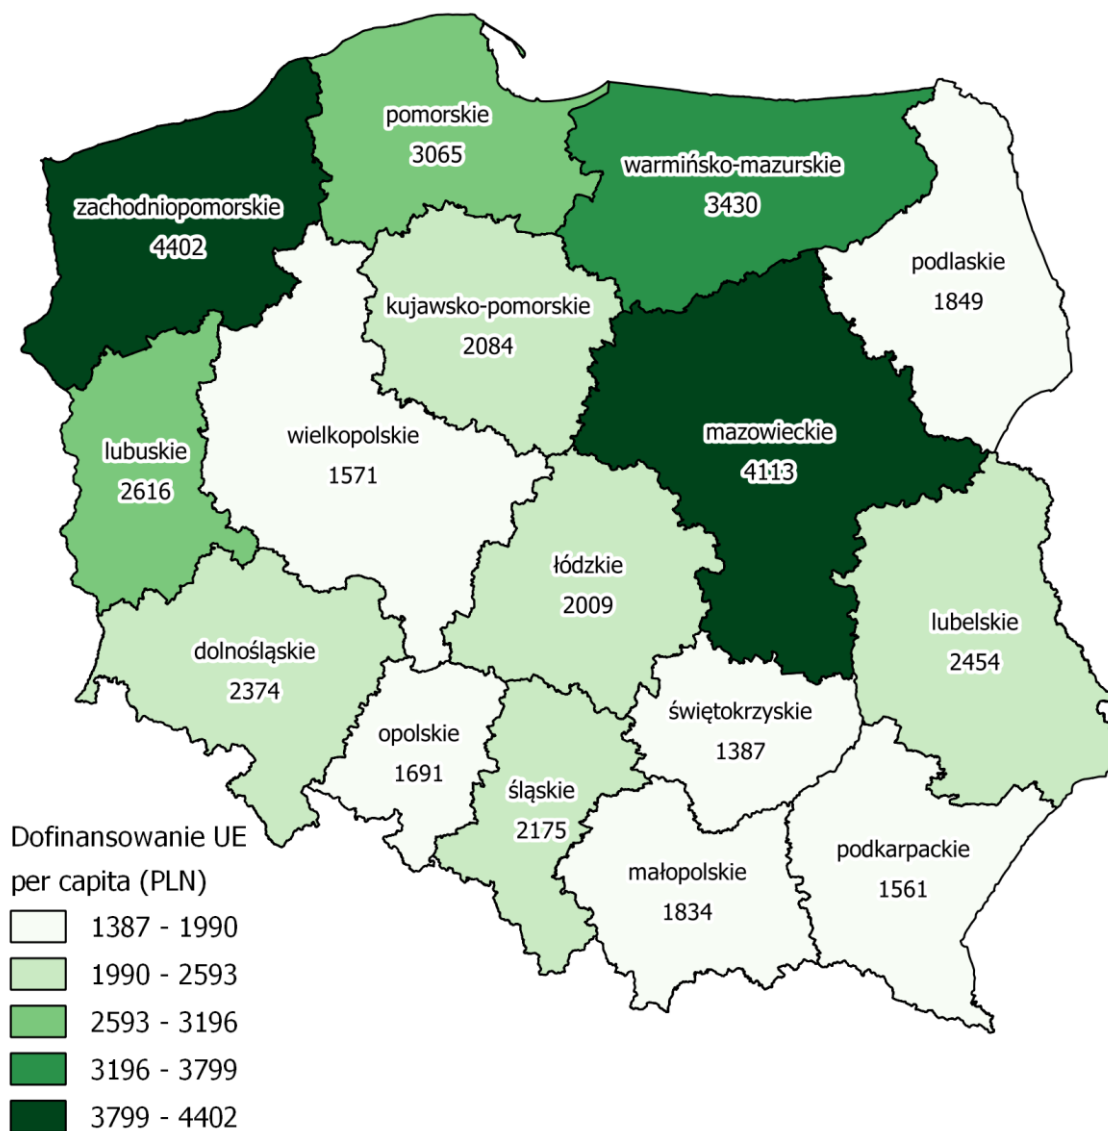 pomorskie
3065
warmińsko-mazurskie
3430
zachodniopomorskie
4402
podlaskie
1849
kujawsko-pomorskie
2084
mazowieckie
4113
wielkopolskie
1571
lubuskie
2616
łódzkie
2009
lubelskie
2454
dolnośląskie
2374
świętokrzyskie
1387
opolskie
1691
śląskie
2175
podkarpackie
1561
małopolskie
1834
Dofinansowanie UE
per capita (PLN)
1387 - 1990
1990 - 2593
2593 - 3196
3196 - 3799
3799 - 4402